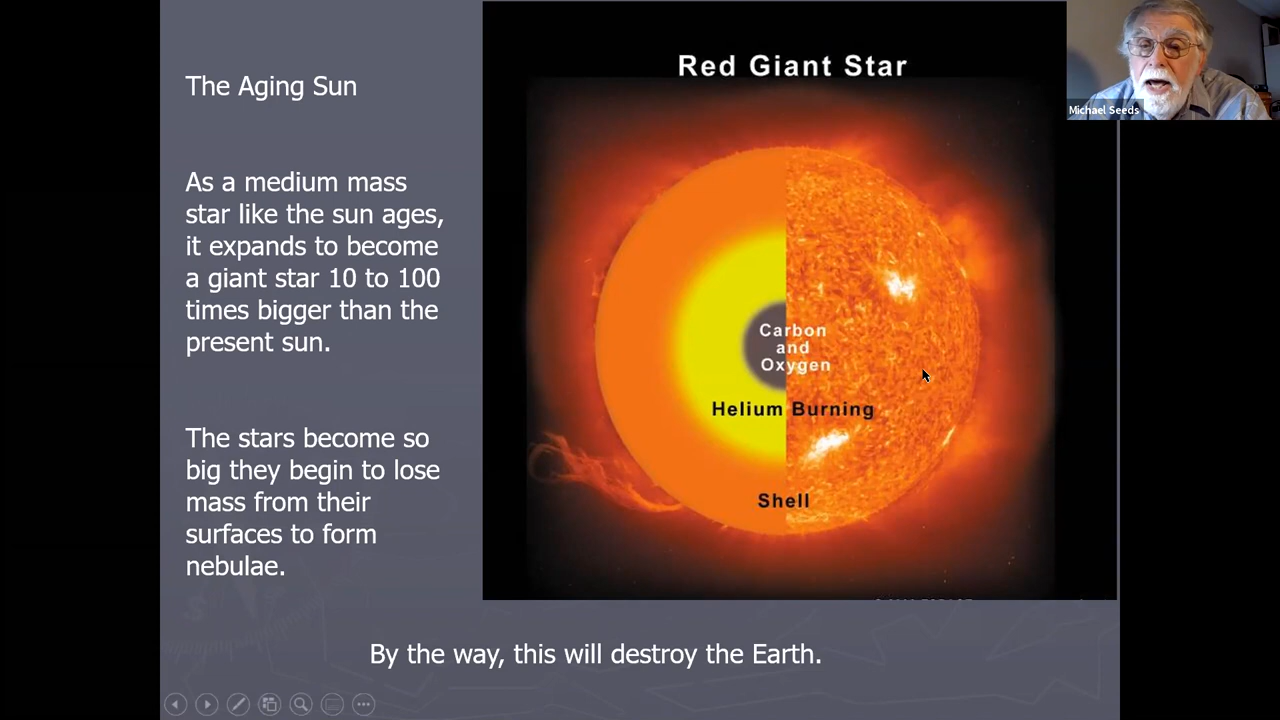 The Aging Sun
As a medium mass
star like the sun ages,
it expands to become
a giant star 10 to 100
times bigger than the
present sun.
The stars become so
big they begin to lose
mass from their
surfaces to form
nebulae.
Red Giant Star
Carbon
and
Oxygen
Helium Burning
Shell
By the way, this will destroy the Earth.
Michael Seeds